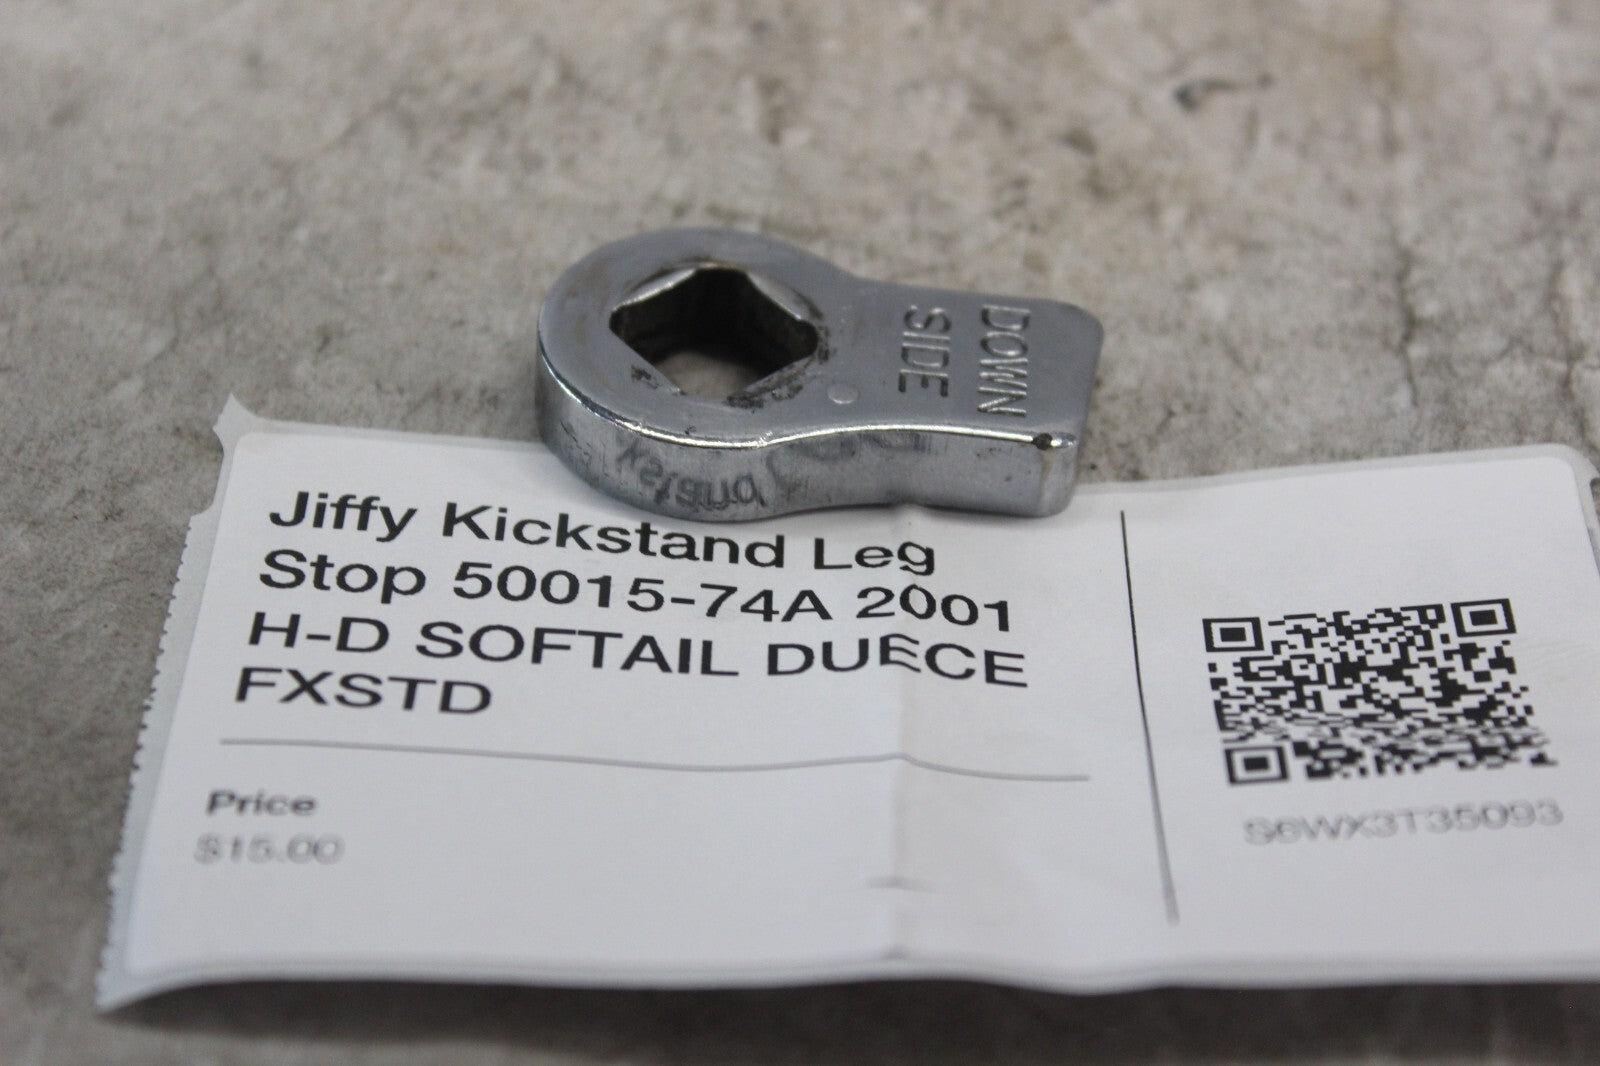 DOWN
SIDE
Jiffy Kickstand Leg
Stop 50015-74A 2001
H-D SOFTAIL DUECE
FXSTD
Price
$15.00
S6WX3T35093